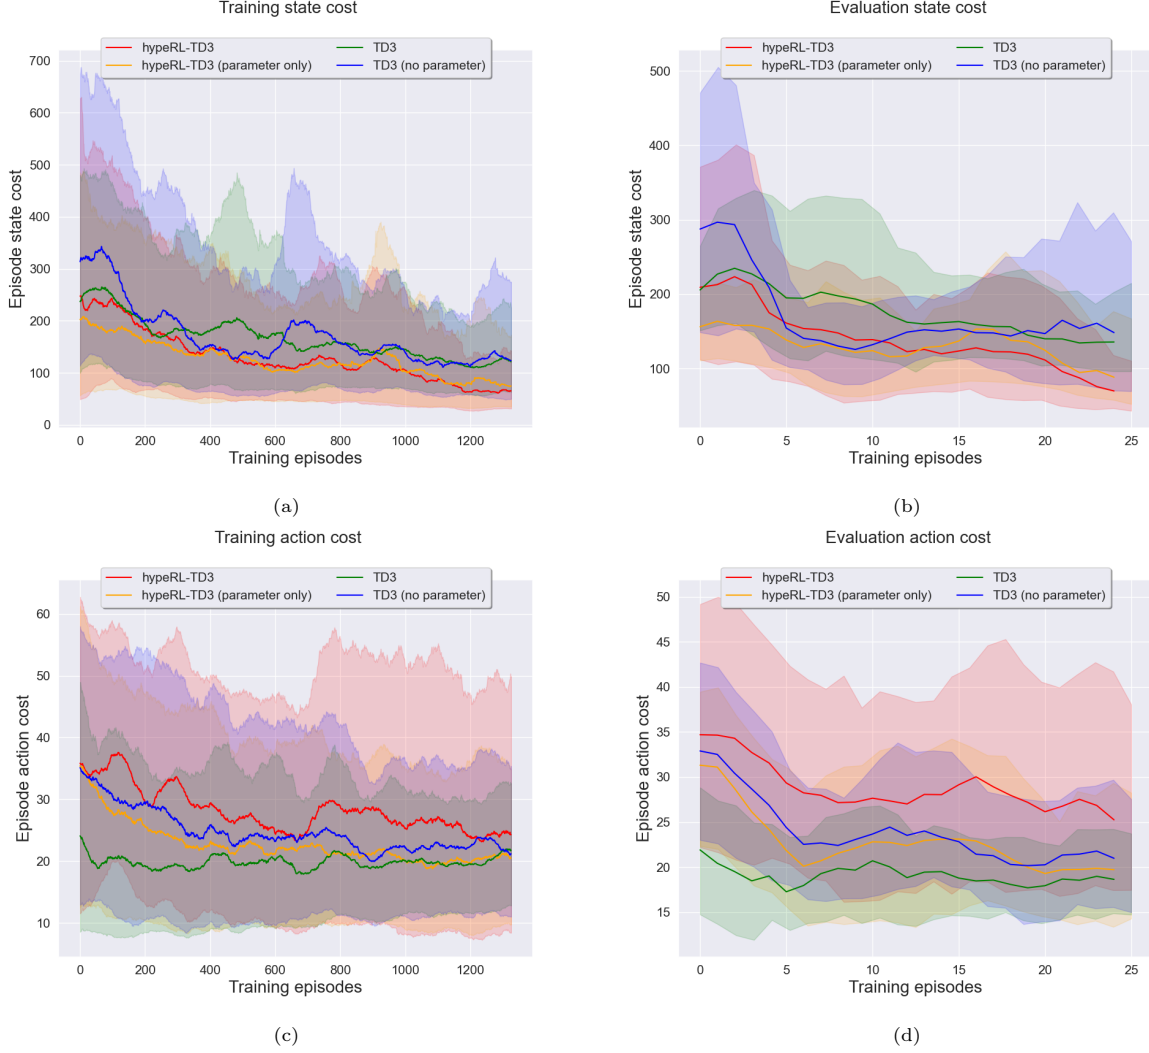 Training state cost
hypeRL-TD3
hypeRL-TD3 (parameter only)
TD3
TD3 (no parameter)
Episode state cost
700
600
500
400
300
200
100
0
0 200 400 600 800 1000 1200
Training episodes
(a)
Evaluation state cost
hypeRL-TD3
hypeRL-TD3 (parameter only)
TD3
TD3 (no parameter)
Episode state cost
500
400
300
200
100
0 5 10 15 20 25
Training episodes
(b)
Training action cost
hypeRL-TD3
hypeRL-TD3 (parameter only)
TD3
TD3 (no parameter)
Episode action cost
60
50
40
30
20
10
0 200 400 600 800 1000 1200
Training episodes
(c)
Evaluation action cost
hypeRL-TD3
hypeRL-TD3 (parameter only)
TD3
TD3 (no parameter)
Episode action cost
50
45
40
35
30
25
20
15
0 5 10 15 20 25
Training episodes
(d)